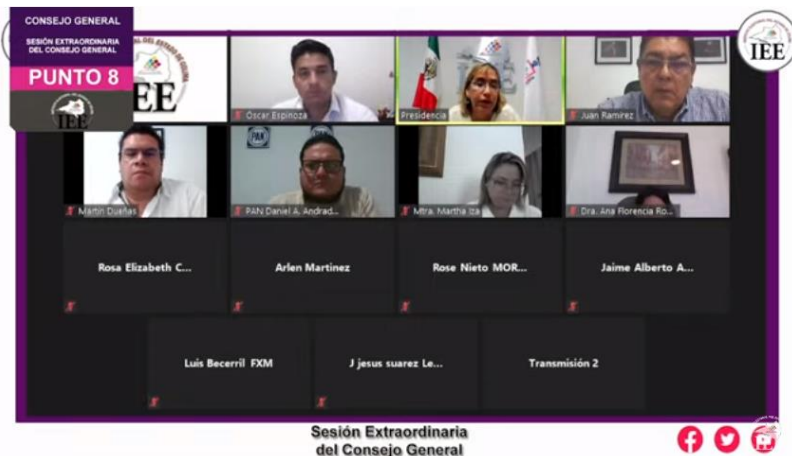 CONSEJO GENERAL
SESIÓN EXTRAORDINARIA
DEL CONSEJO GENERAL
PUNTO 8
IEE
EE
IEE
Óscar Espinoza
Presidencia
Juan Ramírez
Martín Dueñas
PAN
PAN Daniel A. Andrad...
Mtra. Martha Iza
Dra. Ana Florencia Ro...
Rosa Elizabeth C...
Arlen Martinez
Rose Nieto MOR...
Jaime Alberto A...
Luis Becerril FXM
J jesus suarez Le...
Transmisión 2
Sesión Extraordinaria
del Consejo General